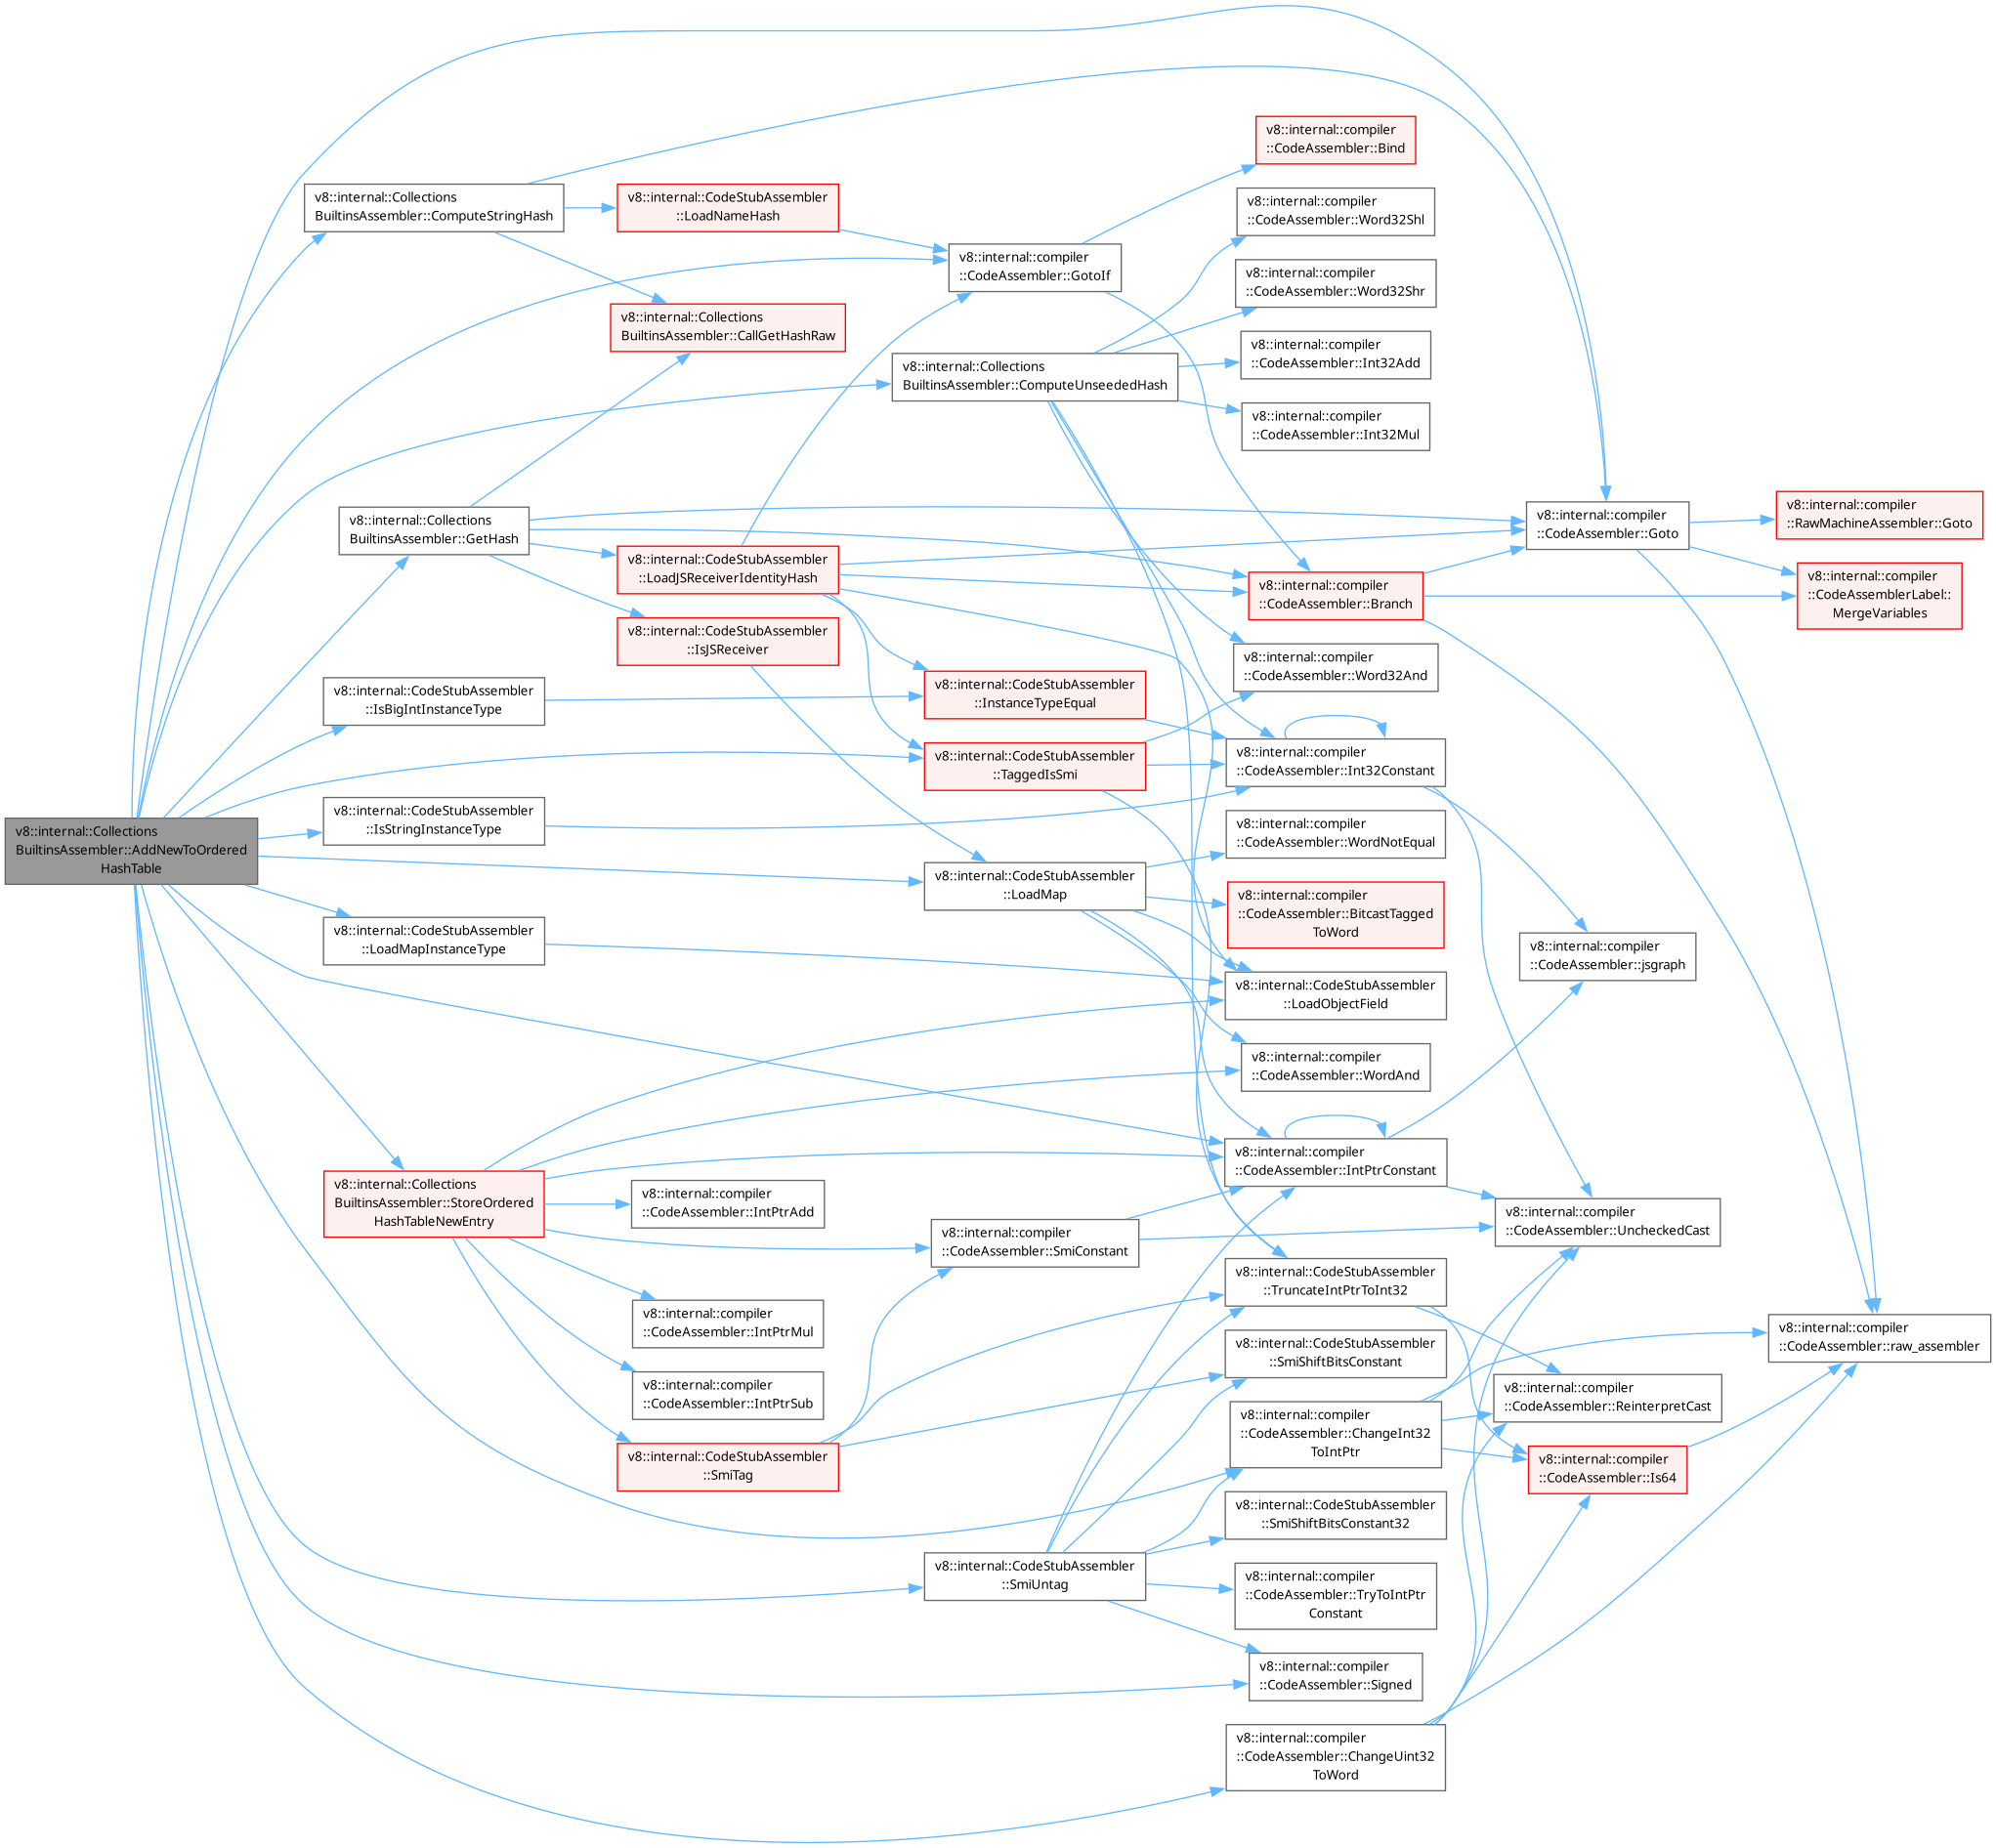 v8::internal::Collections
BuiltinsAssembler::AddNewToOrdered
HashTable
v8::internal::Collections
BuiltinsAssembler::ComputeStringHash
v8::internal::Collections
BuiltinsAssembler::GetHash
v8::internal::CodeStubAssembler
::IsBigIntInstanceType
v8::internal::CodeStubAssembler
::IsStringInstanceType
v8::internal::CodeStubAssembler
::LoadMapInstanceType
v8::internal::Collections
BuiltinsAssembler::StoreOrdered
HashTableNewEntry
v8::internal::CodeStubAssembler
::LoadNameHash
v8::internal::Collections
BuiltinsAssembler::CallGetHashRaw
v8::internal::CodeStubAssembler
::LoadJSReceiverIdentityHash
v8::internal::CodeStubAssembler
::IsJSReceiver
v8::internal::compiler
::CodeAssembler::IntPtrAdd
v8::internal::compiler
::CodeAssembler::IntPtrMul
v8::internal::compiler
::CodeAssembler::IntPtrSub
v8::internal::CodeStubAssembler
::SmiTag
v8::internal::compiler
::CodeAssembler::GotoIf
v8::internal::Collections
BuiltinsAssembler::ComputeUnseededHash
v8::internal::CodeStubAssembler
::InstanceTypeEqual
v8::internal::CodeStubAssembler
::TaggedIsSmi
v8::internal::CodeStubAssembler
::LoadMap
v8::internal::compiler
::CodeAssembler::SmiConstant
v8::internal::CodeStubAssembler
::SmiUntag
v8::internal::compiler
::CodeAssembler::Bind
v8::internal::compiler
::CodeAssembler::Word32Shl
v8::internal::compiler
::CodeAssembler::Word32Shr
v8::internal::compiler
::CodeAssembler::Int32Add
v8::internal::compiler
::CodeAssembler::Int32Mul
v8::internal::compiler
::CodeAssembler::Branch
v8::internal::compiler
::CodeAssembler::Word32And
v8::internal::compiler
::CodeAssembler::Int32Constant
v8::internal::compiler
::CodeAssembler::WordNotEqual
v8::internal::compiler
::CodeAssembler::BitcastTagged
ToWord
v8::internal::CodeStubAssembler
::LoadObjectField
v8::internal::compiler
::CodeAssembler::WordAnd
v8::internal::compiler
::CodeAssembler::IntPtrConstant
v8::internal::CodeStubAssembler
::TruncateIntPtrToInt32
v8::internal::CodeStubAssembler
::SmiShiftBitsConstant
v8::internal::compiler
::CodeAssembler::ChangeInt32
ToIntPtr
v8::internal::CodeStubAssembler
::SmiShiftBitsConstant32
v8::internal::compiler
::CodeAssembler::TryToIntPtr
Constant
v8::internal::compiler
::CodeAssembler::Signed
v8::internal::compiler
::CodeAssembler::ChangeUint32
ToWord
v8::internal::compiler
::CodeAssembler::Goto
v8::internal::compiler
::CodeAssembler::jsgraph
v8::internal::compiler
::CodeAssembler::UncheckedCast
v8::internal::compiler
::CodeAssembler::ReinterpretCast
v8::internal::compiler
::CodeAssembler::Is64
v8::internal::compiler
::RawMachineAssembler::Goto
v8::internal::compiler
::CodeAssemblerLabel::
MergeVariables
v8::internal::compiler
::CodeAssembler::raw_assembler